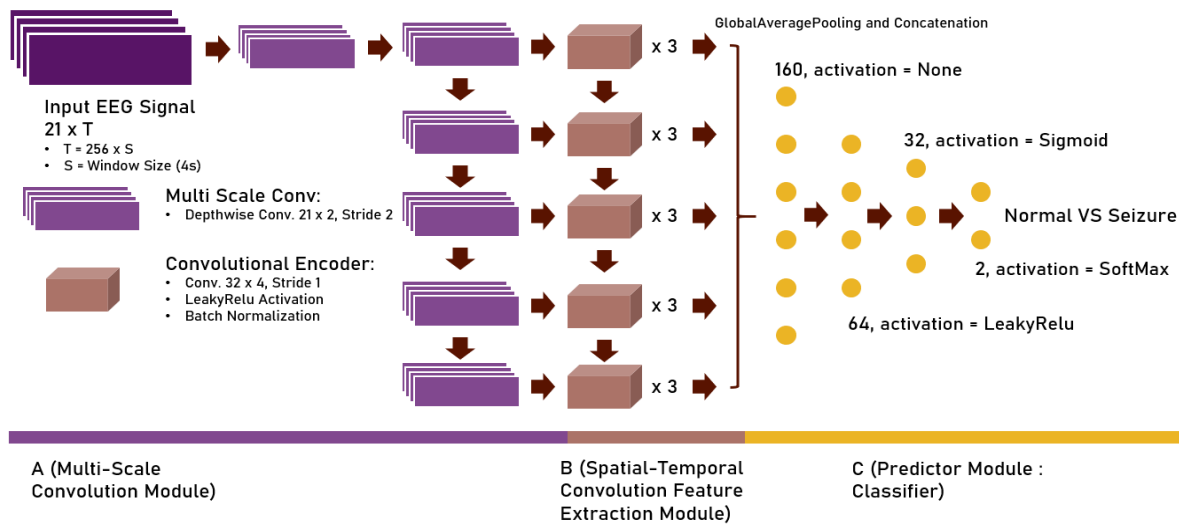 GlobalAveragePooling and Concatenation
x 3
x 3
x 3
x 3
x 3
Input EEG Signal
21 x T
• T = 256 x S
• S = Window Size (4s)
Multi Scale Conv:
• Depthwise Conv. 21 x 2, Stride 2
Convolutional Encoder:
• Conv. 32 x 4, Stride 1
• LeakyRelu Activation
• Batch Normalization
160, activation = None
32, activation = Sigmoid
Normal VS Seizure
2, activation = SoftMax
64, activation = LeakyRelu
A (Multi-Scale
Convolution Module)
B (Spatial-Temporal
Convolution Feature
Extraction Module)
C (Predictor Module :
Classifier)